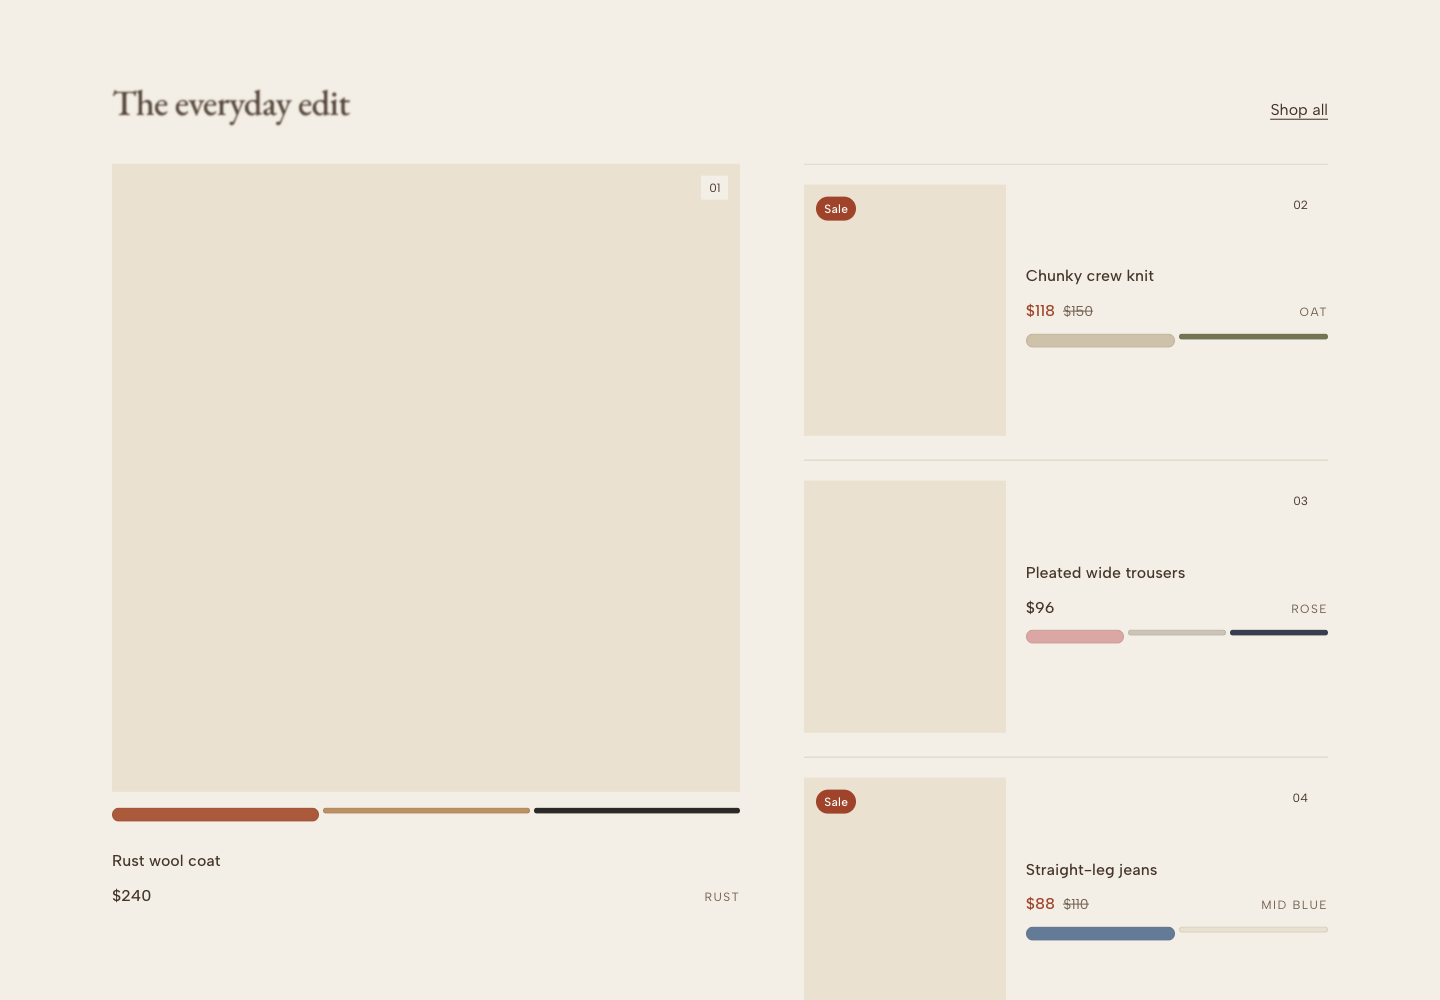 The everyday edit
Shop all
01
Rust wool coat
$240
RUST
Sale
02
Chunky crew knit
$118 $150
OAT
03
Pleated wide trousers
$96
ROSE
Sale
04
Straight-leg jeans
$88 $110
MID BLUE